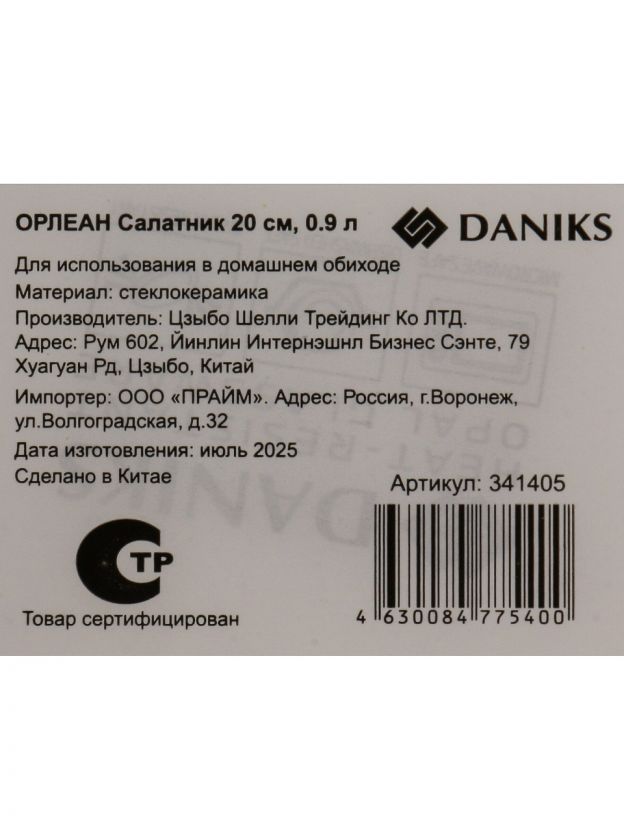 ОРЛЕАН Салатник 20 см, 0.9 л
DANIKS
Для использования в домашнем обиходе
Материал: стеклокерамика
Производитель: Цзыбо Шелли Трейдинг Ко ЛТД.
Адрес: Рум 602, Йинлин Интернэшнл Бизнес Сэнте, 79
Хуагуан Рд, Цзыбо, Китай
Импортер: ООО «ПРАЙМ». Адрес: Россия, г.Воронеж,
ул.Волгоградская, д.32
Дата изготовления: июль 2025
Сделано в Китае
Артикул: 341405
ТР
Товар сертифицирован
4 630084 775400